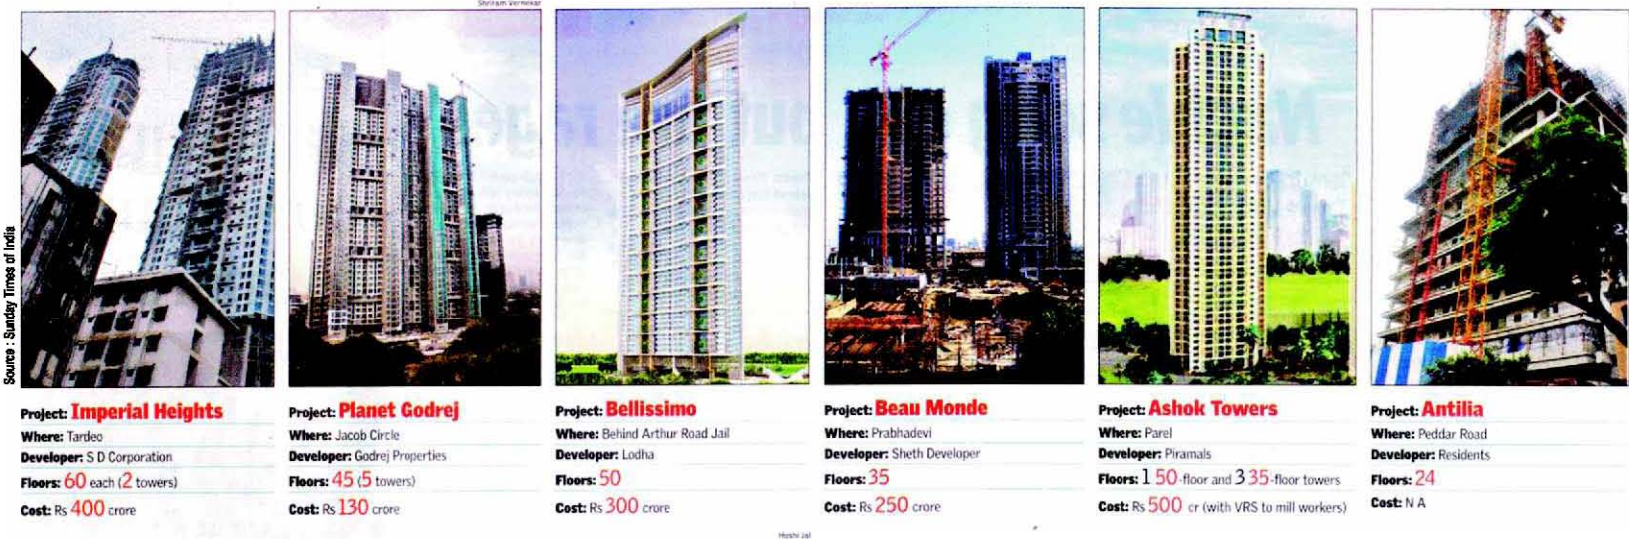 Shriram Vernekar
Source : Sunday Times of India
Project: Imperial Heights
Where: Tardeo
Developer: S D Corporation
Floors: 60 each (2 towers)
Cost: Rs 400 crore
Project: Planet Godrej
Where: Jacob Circle
Developer: Godrej Properties
Floors: 45 (5 towers)
Cost: Rs 130 crore
Project: Bellissimo
Where: Behind Arthur Road Jail
Developer: Lodha
Floors: 50
Cost: Rs 300 crore
Project: Beau Monde
Where: Prabhadevi
Developer: Sheth Developer
Floors: 35
Cost: Rs 250 crore
Project: Ashok Towers
Where: Parel
Developer: Piramals
Floors: 1 50-floor and 3 35-floor towers
Cost: Rs 500 cr (with VRS to mill workers)
Project: Antilia
Where: Peddar Road
Developer: Residents
Floors: 24
Cost: N A
Hoshi Jal